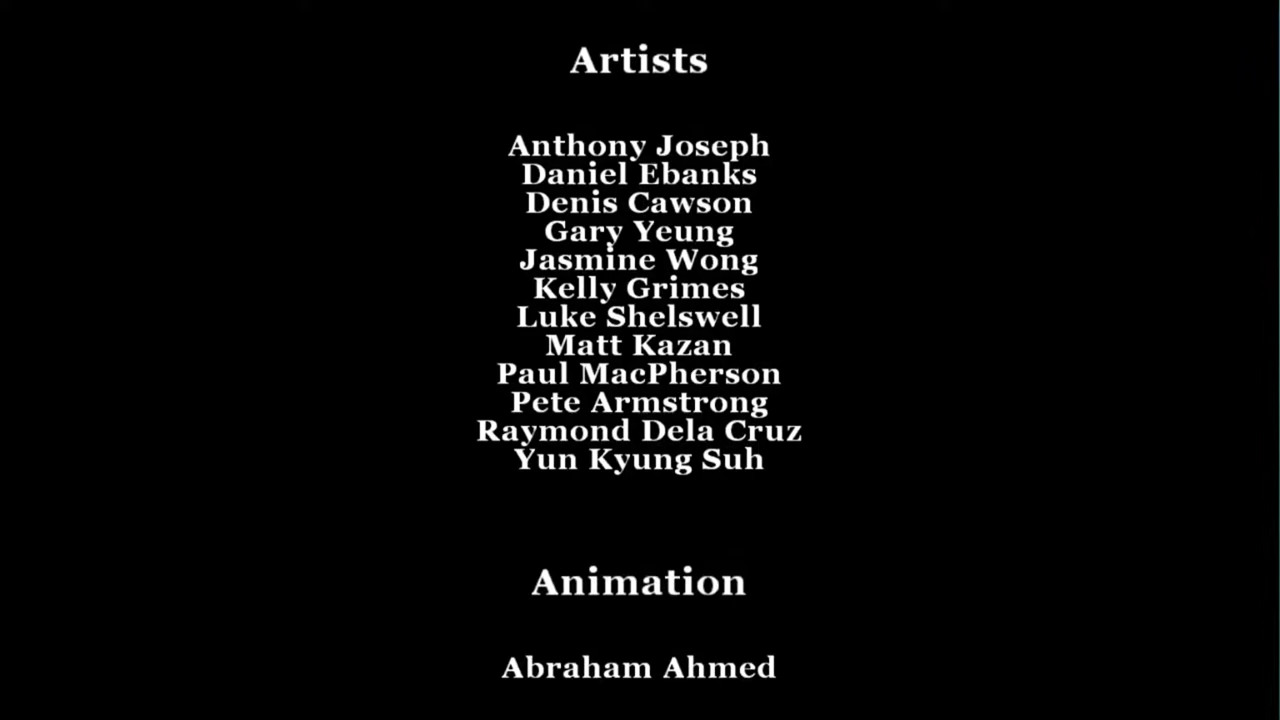 Artists
Anthony Joseph
Daniel Ebanks
Denis Cawson
Gary Yeung
Jasmine Wong
Kelly Grimes
Luke Shelswell
Matt Kazan
Paul MacPherson
Pete Armstrong
Raymond Dela Cruz
Yun Kyung Suh
Animation
Abraham Ahmed